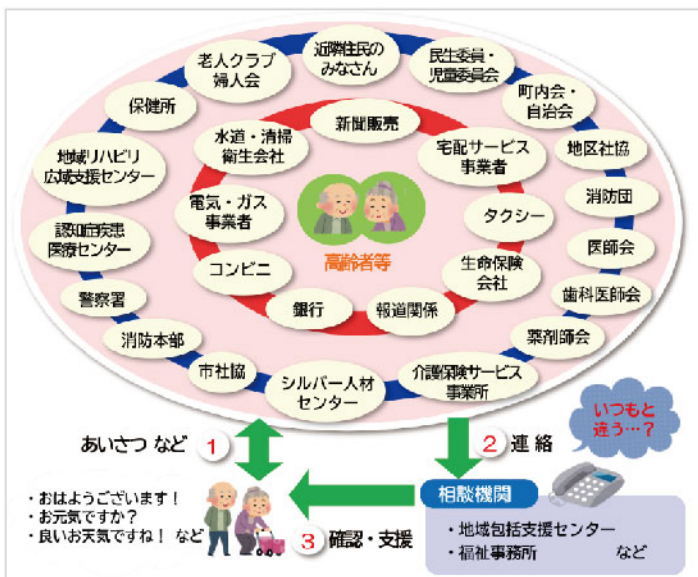 近隣住民の
みなさん
民生委員・
児童委員会
町内会・
自治会
地区社協
消防団
医師会
歯科医師会
薬剤師会
介護保険サービス
事業所
シルバー人材
センター
市社協
消防本部
警察署
認知症疾患
医療センター
地域リハビリ
広域支援センター
保健所
老人クラブ
婦人会
新聞販売
宅配サービス
事業者
タクシー
生命保険
会社
報道関係
銀行
コンビニ
電気・ガス
事業者
水道・清掃
衛生会社
高齢者等
あいさつ など 1
2 連絡
いつもと
違う…?
・おはようございます!
・お元気ですか?
・良いお天気ですね! など
3 確認・支援
相談機関
・地域包括支援センター
・福祉事務所 など